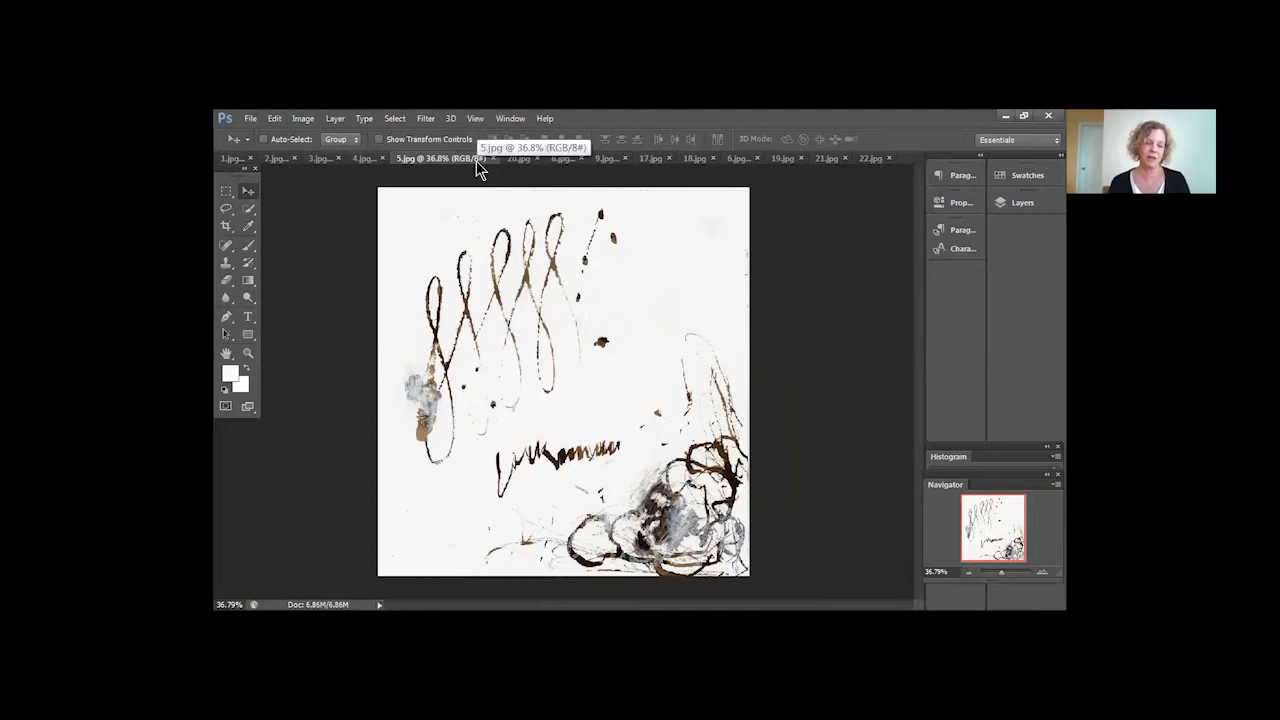 Ps File Edit Image Layer Type Select Filter 3D View Window Help
Auto-Select: Group Show Transform Controls 3D Mode: Essentials
5.jpg @ 36.8% (RGB/8#)
1.jpg... 2.jpg... 3.jpg... 4.jpg... 5.jpg @ 36.8% (RGB/8#) 20.jpg 9.jpg... 17.jpg 18.jpg 6.jpg... 19.jpg 21.jpg 22.jpg
Parag... Swatches
Prop... Layers
Parag...
Chara...
Histogram
Navigator
36.79%
36.79% Doc: 6.86M/6.86M